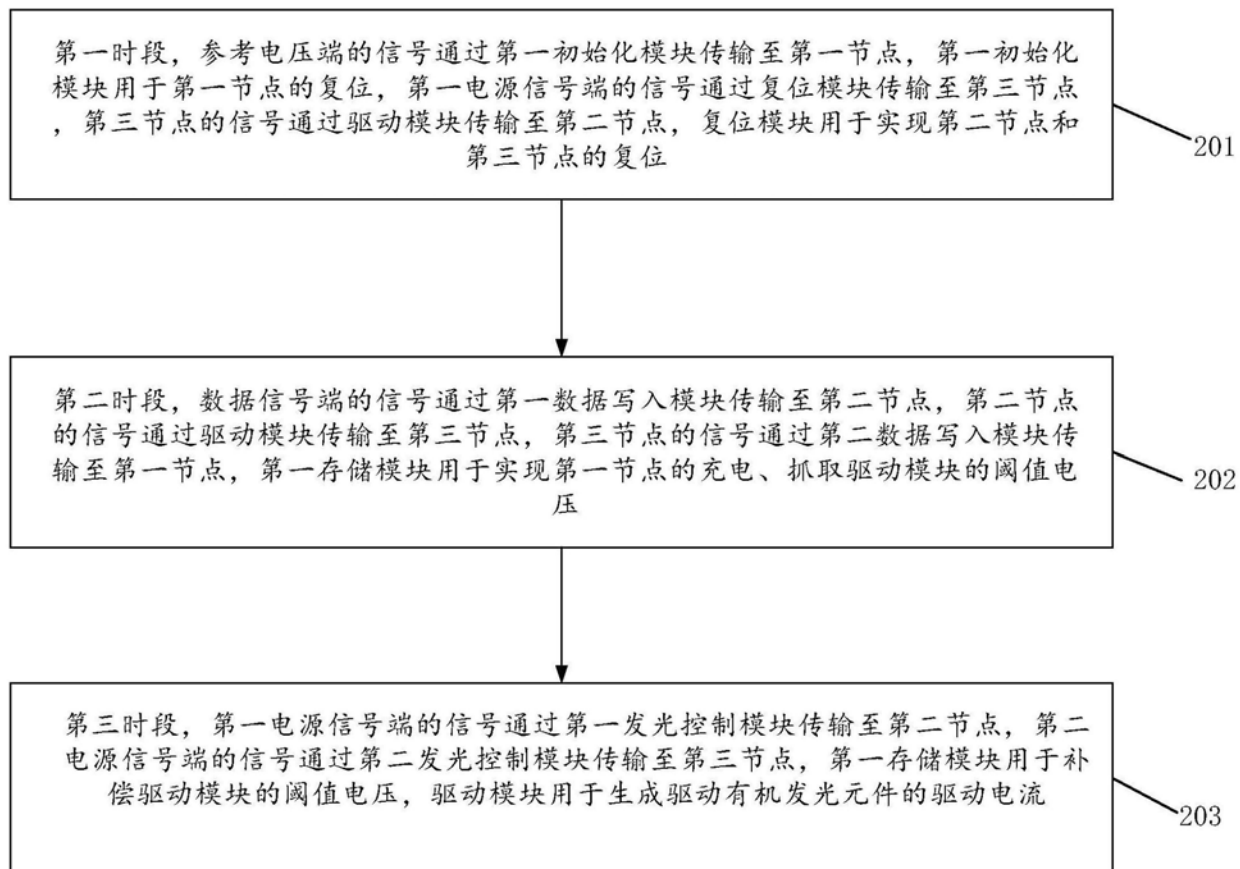 第一时段，参考电压端的信号通过第一初始化模块传输至第一节点，第一初始化
模块用于第一节点的复位，第一电源信号端的信号通过复位模块传输至第三节点
，第三节点的信号通过驱动模块传输至第二节点，复位模块用于实现第二节点和
第三节点的复位
201
第二时段，数据信号端的信号通过第一数据写入模块传输至第二节点，第二节点
的信号通过驱动模块传输至第三节点，第三节点的信号通过第二数据写入模块传
输至第一节点，第一存储模块用于实现第一节点的充电、抓取驱动模块的阈值电
压
202
第三时段，第一电源信号端的信号通过第一发光控制模块传输至第二节点，第二
电源信号端的信号通过第二发光控制模块传输至第三节点，第一存储模块用于补
偿驱动模块的阈值电压，驱动模块用于生成驱动有机发光元件的驱动电流
203